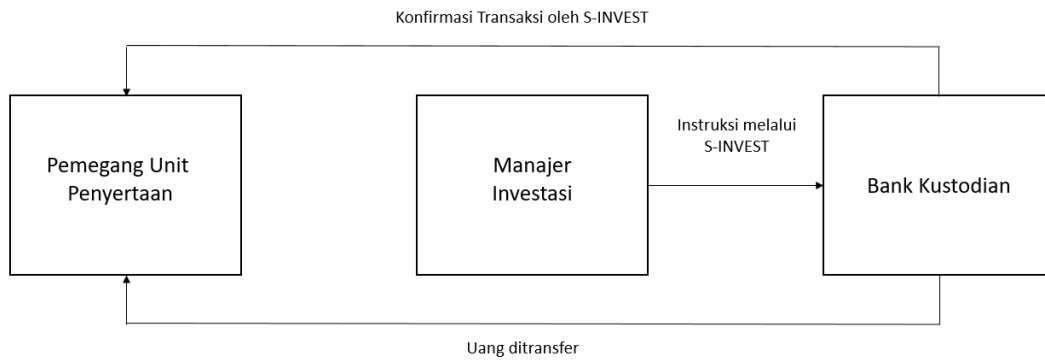 Konfirmasi Transaksi oleh S-INVEST
Pemegang Unit
Penyertaan
Manajer
Investasi
Instruksi melalui
S-INVEST
Bank Kustodian
Uang ditransfer